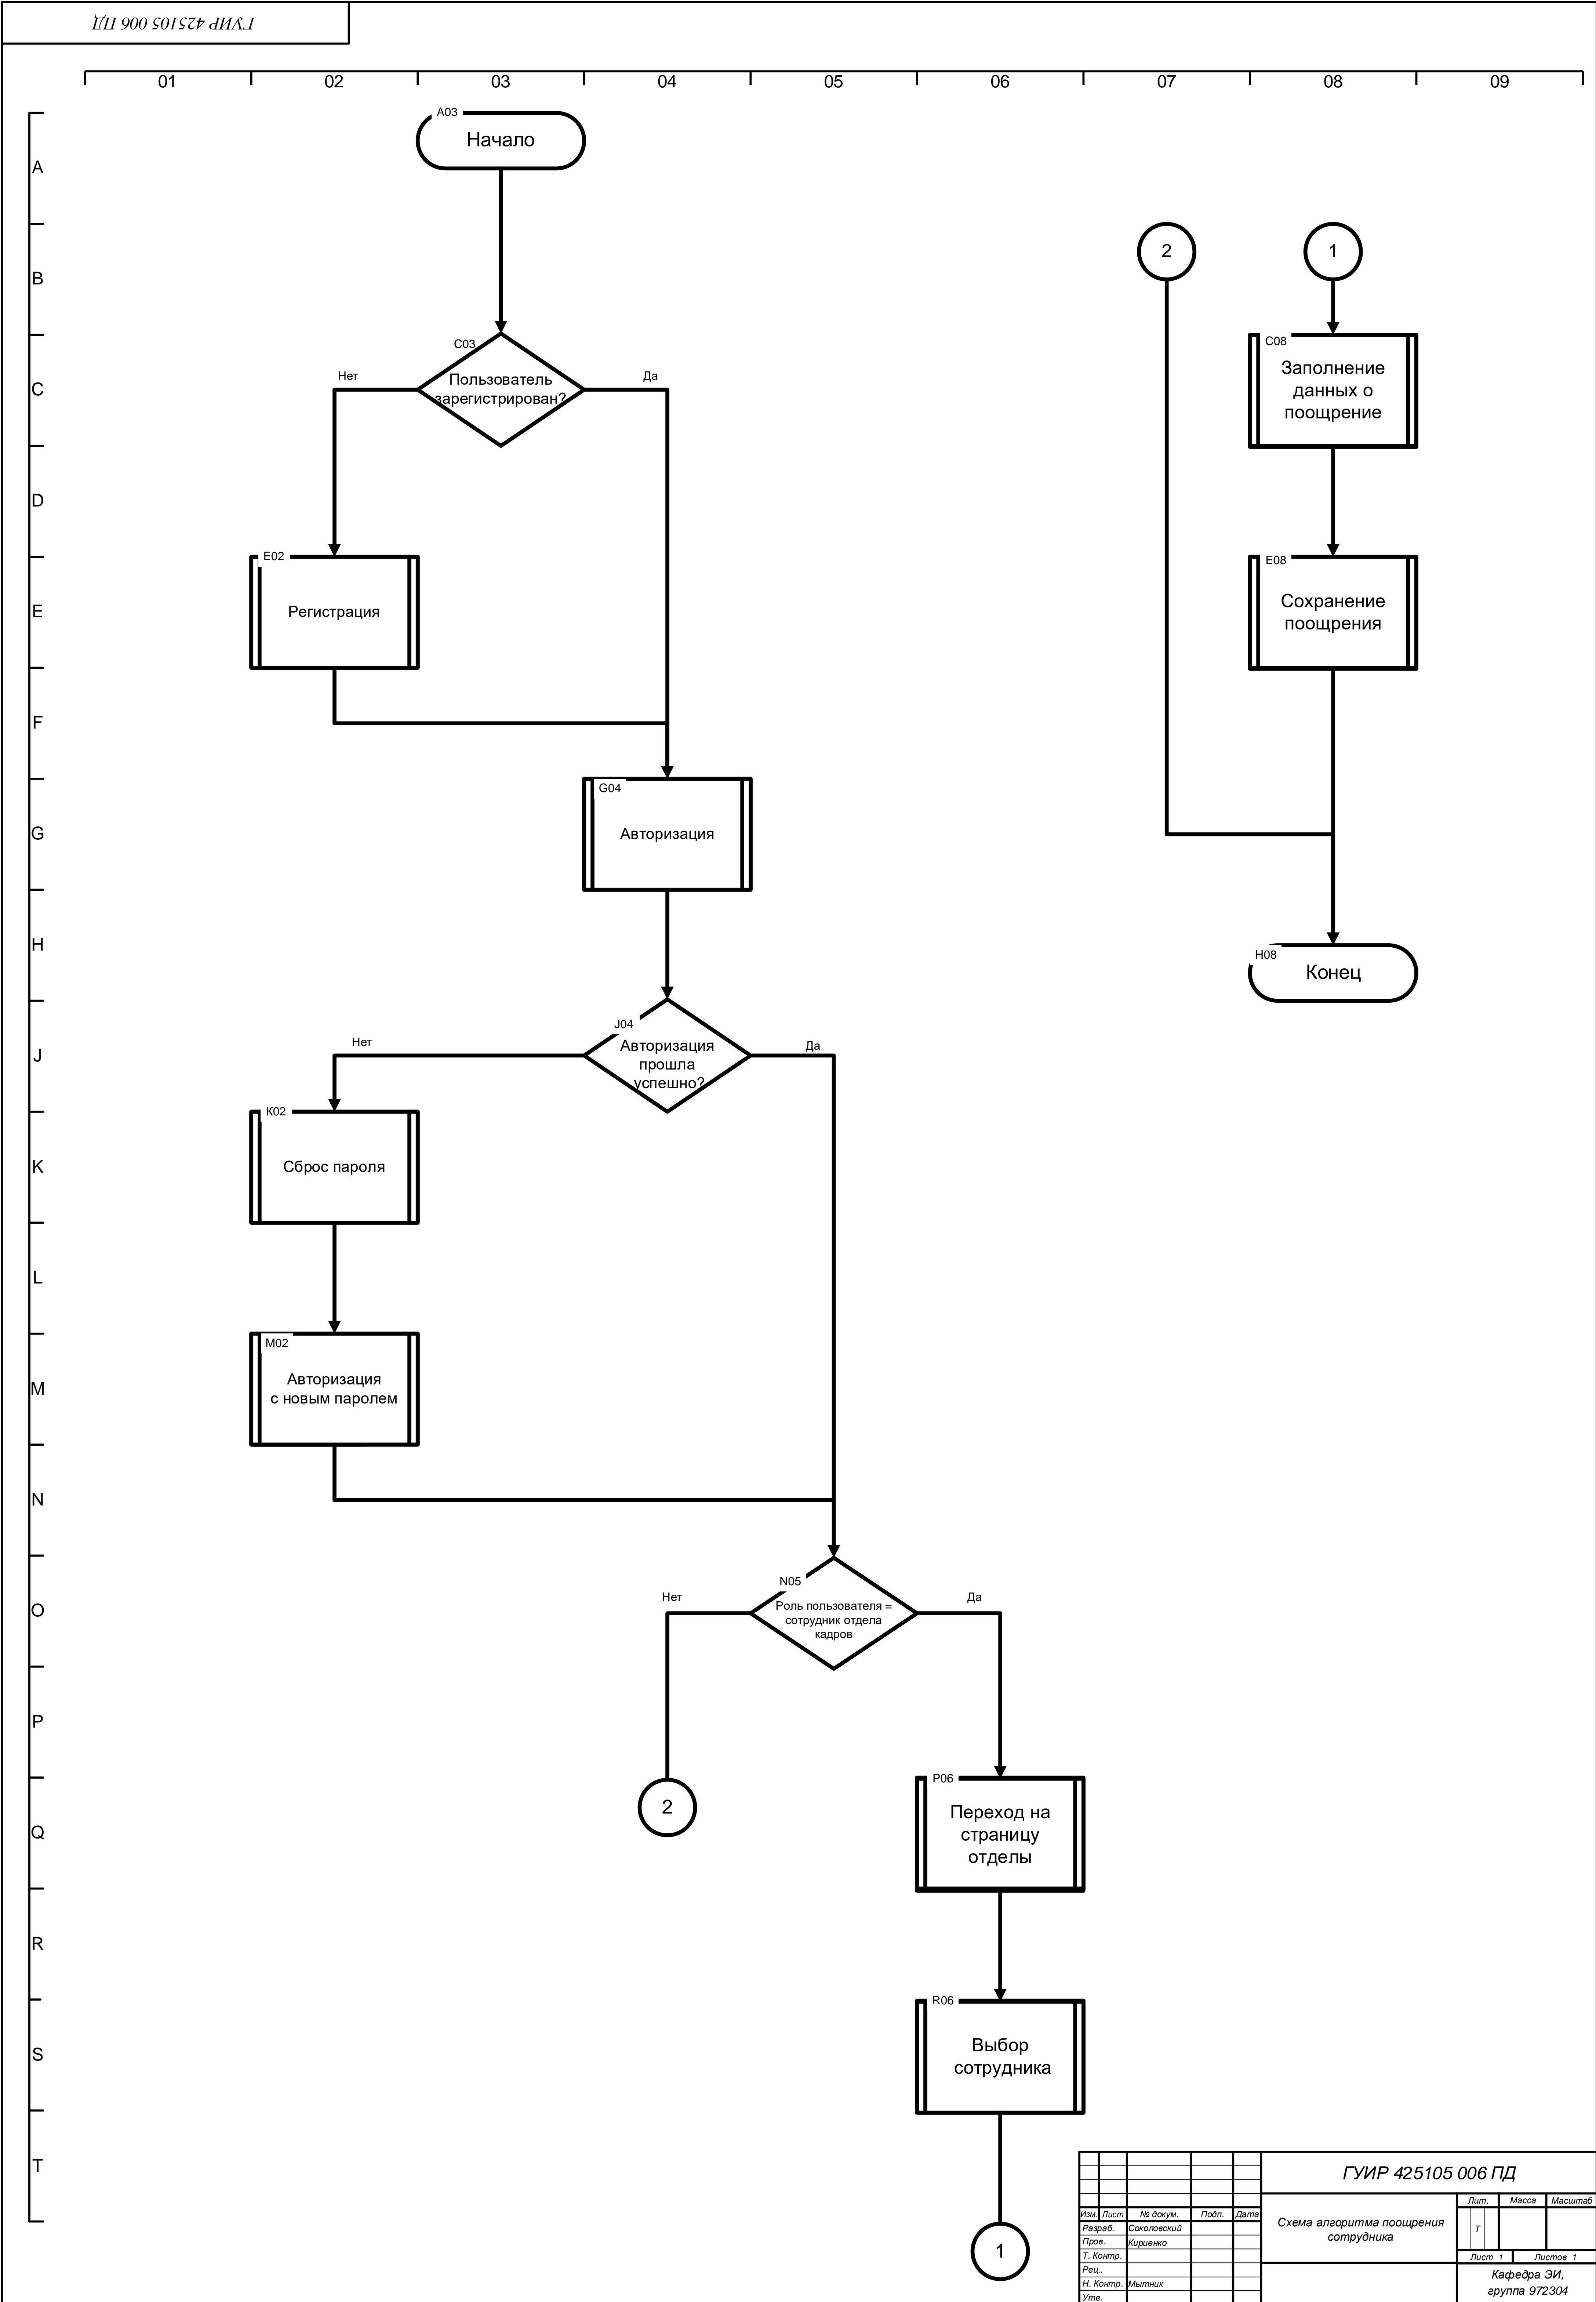 ГУИР 425105 006 ПД
01 02 03 04 05 06 07 08 09
A
B
C
D
E
F
G
H
J
K
L
M
N
O
P
Q
R
S
T
A03
Начало
C03
Пользователь
зарегистрирован?
Нет
Да
E02
Регистрация
G04
Авторизация
J04
Авторизация
прошла
успешно?
Нет
Да
K02
Сброс пароля
M02
Авторизация
с новым паролем
N05
Роль пользователя =
сотрудник отдела
кадров
Нет
Да
2
P06
Переход на
страницу
отделы
R06
Выбор
сотрудника
1
2
1
C08
Заполнение
данных о
поощрение
E08
Сохранение
поощрения
H08
Конец
ГУИР 425105 006 ПД
Изм. Лист № докум. Подп. Дата
Разраб. Соколовский
Пров. Кириенко
Т. Контр.
Рец..
Н. Контр. Мытник
Утв.
Схема алгоритма поощрения
сотрудника
Лит. Масса Масштаб
Т
Лист 1 Листов 1
Кафедра ЭИ,
группа 972304